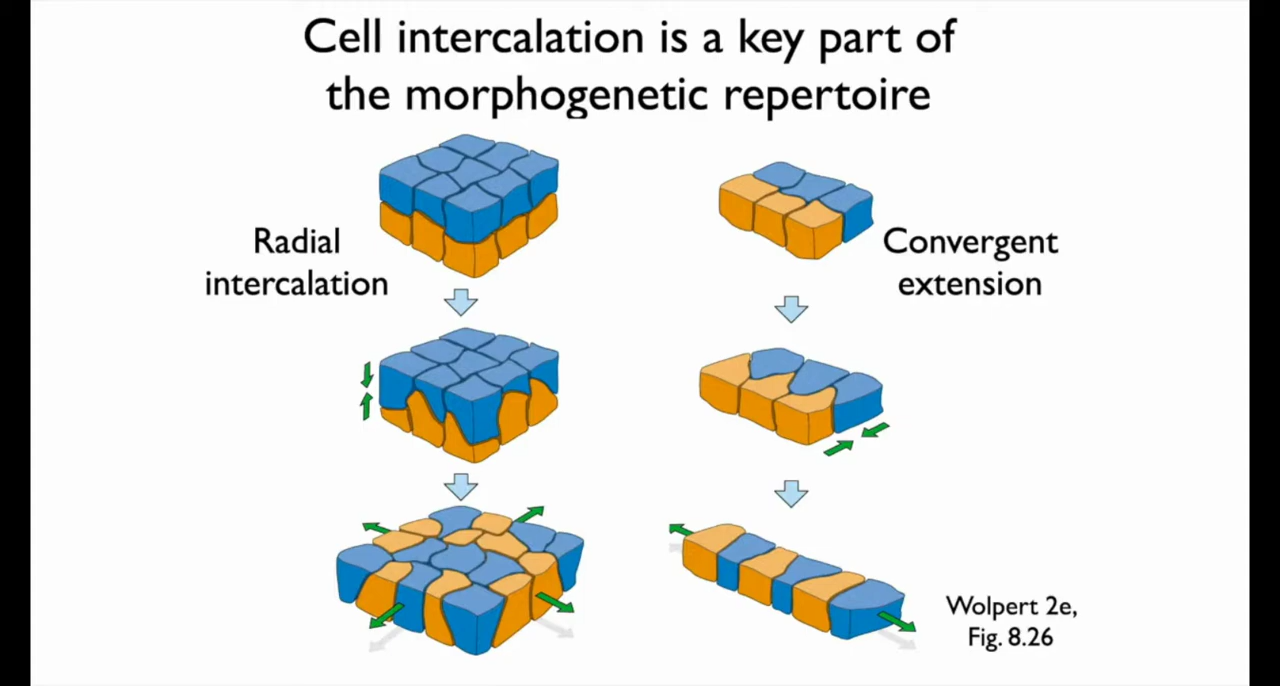 Cell intercalation is a key part of
the morphogenetic repertoire
Radial
intercalation
Convergent
extension
Wolpert 2e,
Fig. 8.26